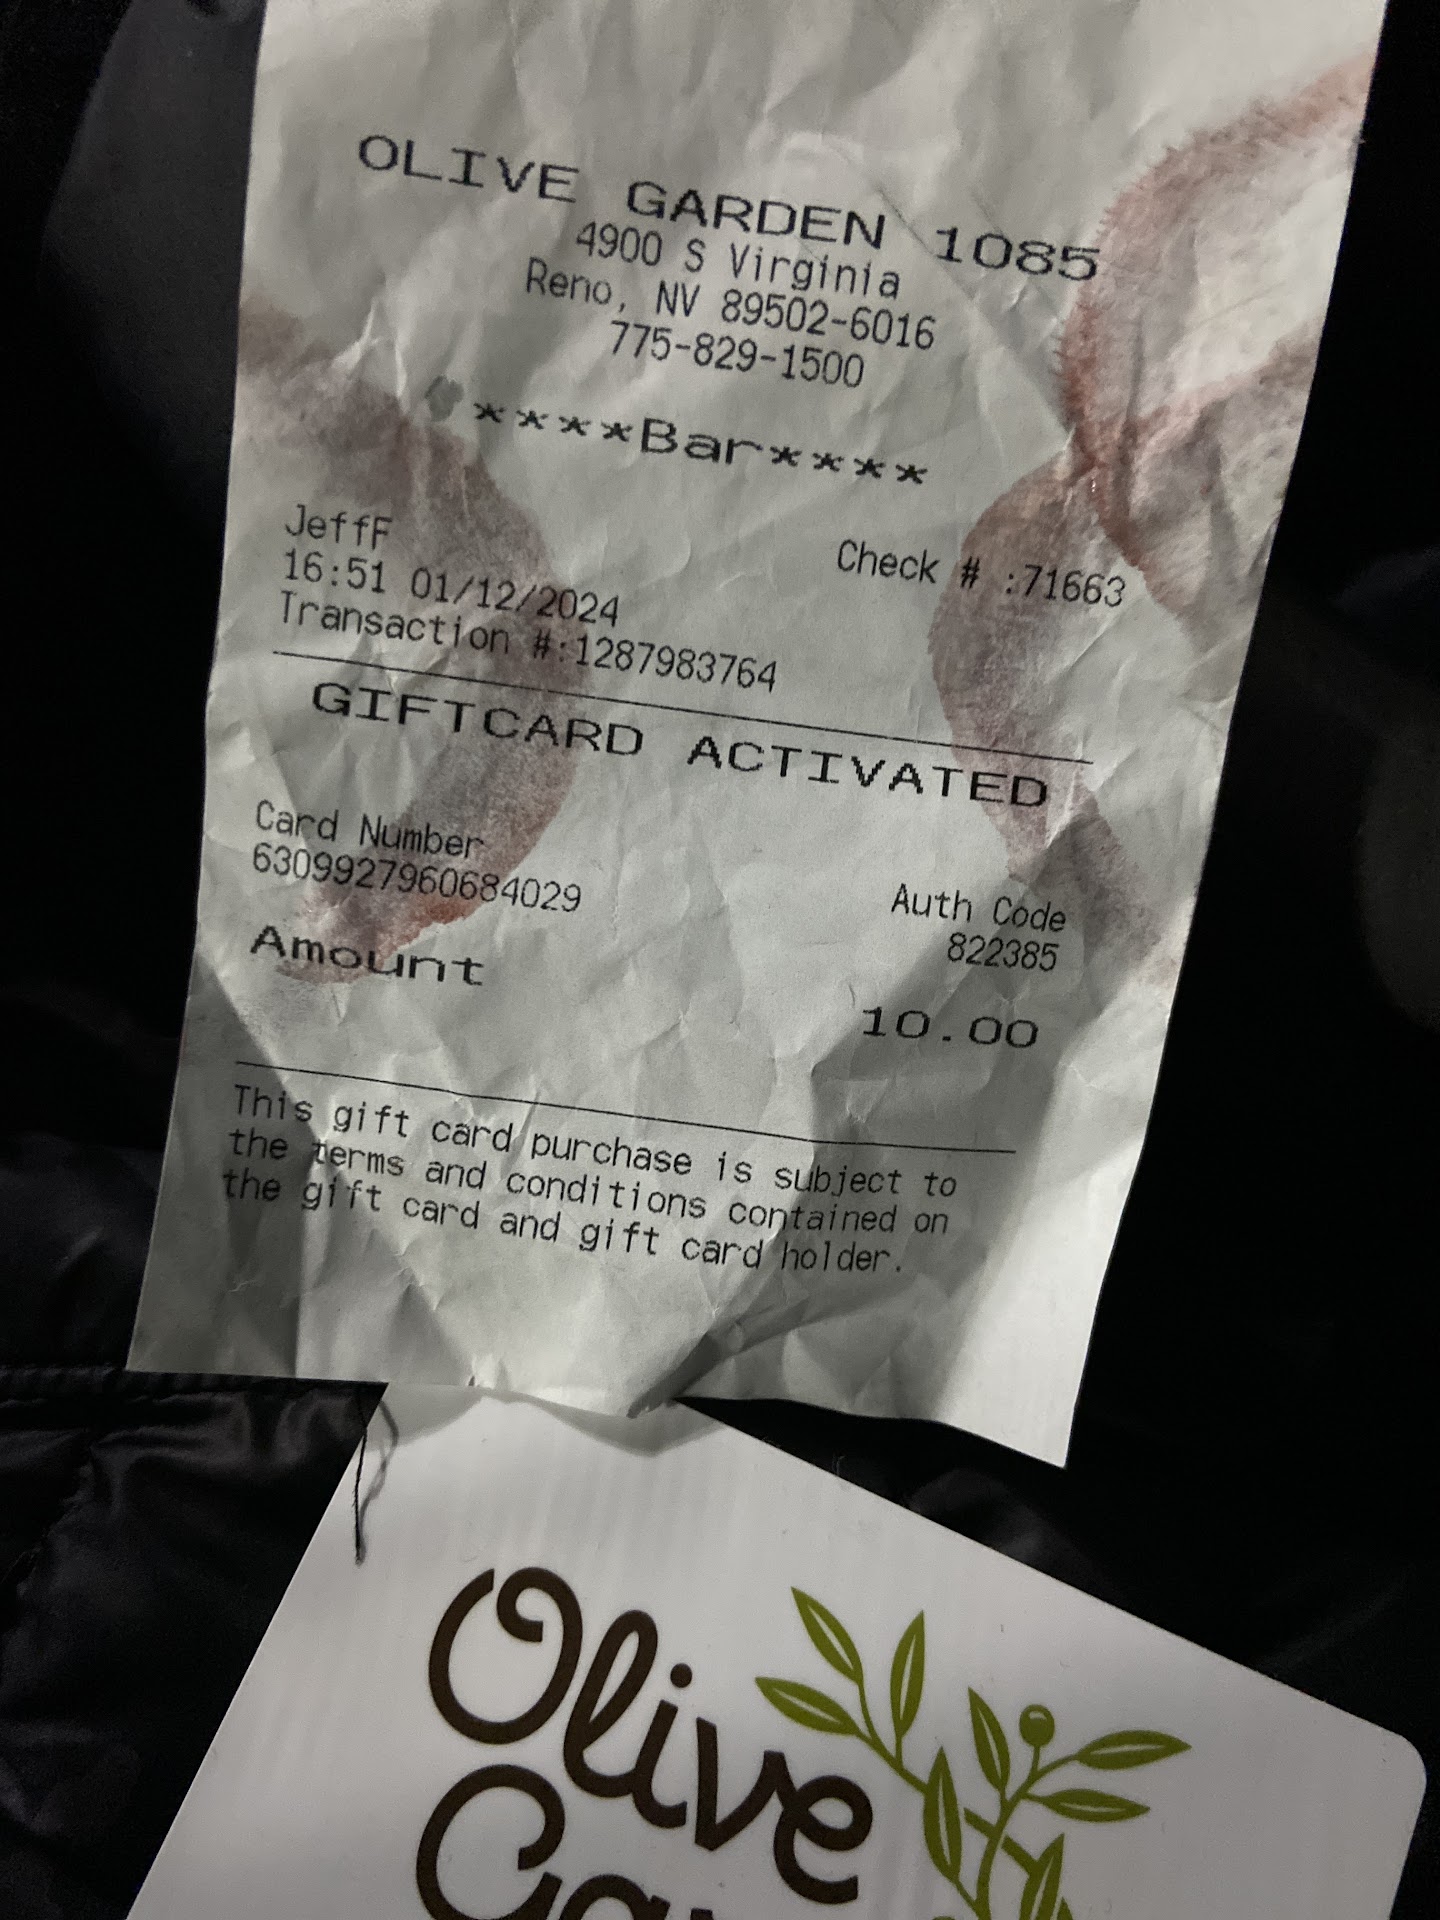 OLIVE GARDEN 1085
4900 S Virginia
Reno, NV 89502-6016
775-829-1500
****Bar****
JeffF
Check # :71663
16:51 01/12/2024
Transaction #:1287983764
GIFTCARD ACTIVATED
Card Number
6309927960684029
Auth Code
822385
Amount
10.00
This gift card purchase is subject to
the terms and conditions contained on
the gift card and gift card holder.
Olive